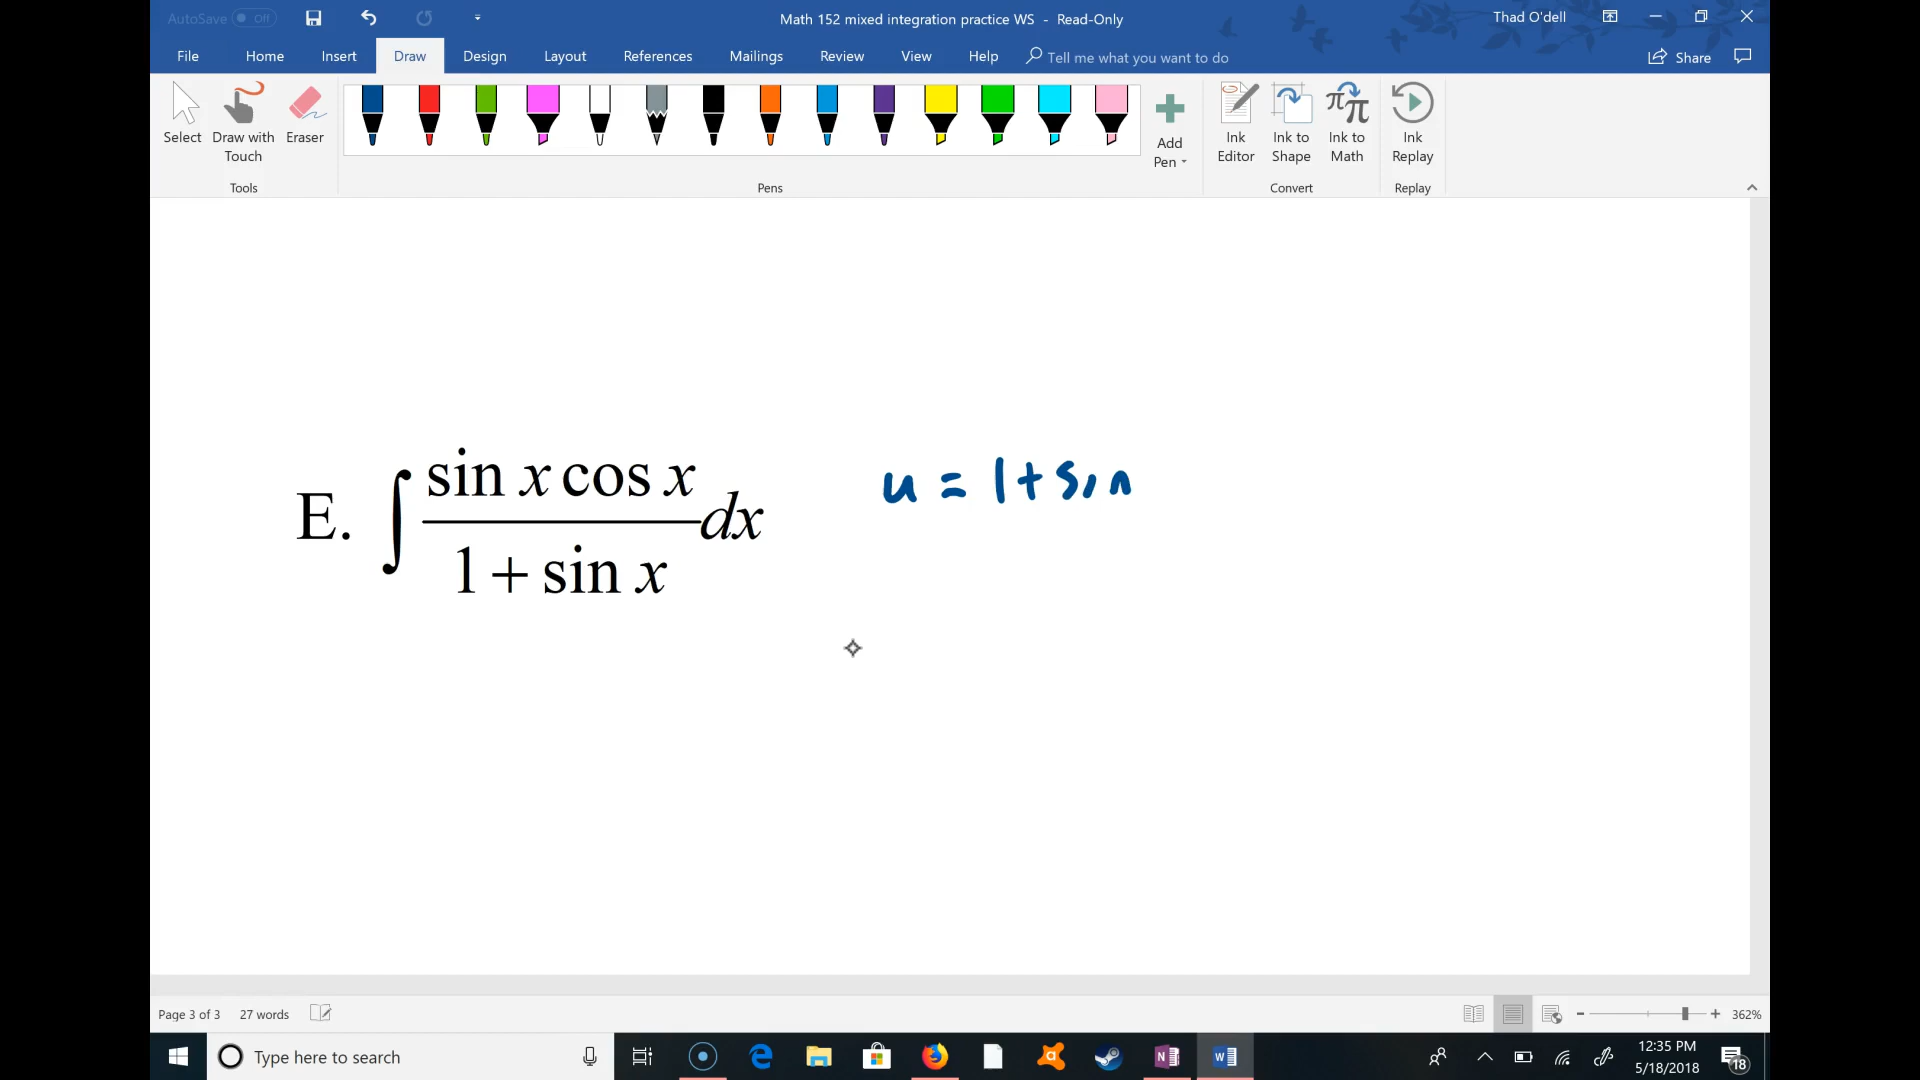 AutoSave Off
Math 152 mixed integration practice WS - Read-Only
Thad O'dell
File Home Insert Draw Design Layout References Mailings Review View Help Tell me what you want to do
Share
Select
Draw with Touch
Eraser
Tools
Pens
Add Pen
Ink Editor
Ink to Shape
Ink to Math
Convert
Ink Replay
Replay
E. ∫ (sin x cos x)/(1 + sin x) dx
u = 1 + sin
Page 3 of 3 27 words
362%
Type here to search
12:35 PM
5/18/2018
18